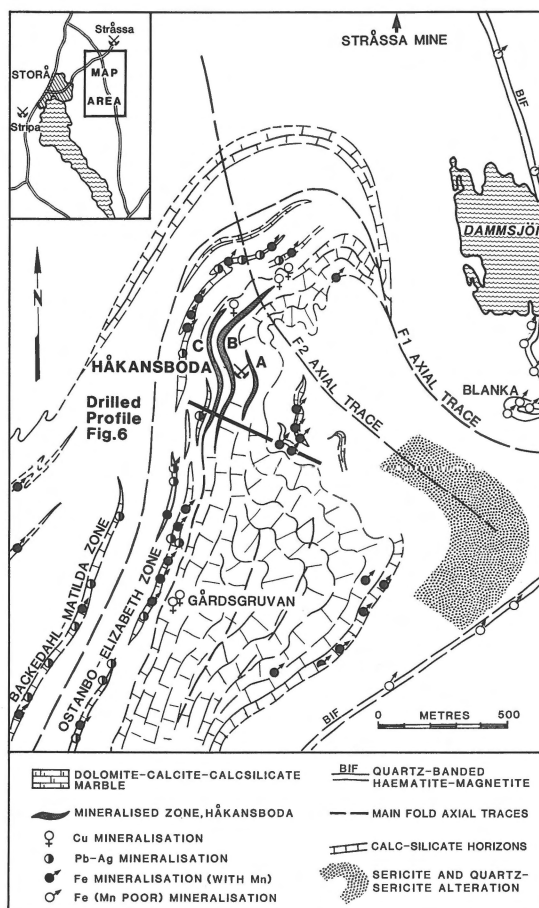 Stråssa
STORÅ
MAP
AREA
Stripa
STRÅSSA MINE
BIF
DAMMSJÖN
N
C
B
A
HÅKANSBODA
F2 AXIAL TRACE
F1 AXIAL TRACE
BLANKA
Drilled
Profile
Fig.6
BACKEDAHL-MATILDA ZONE
OSTANBO-ELIZABETH ZONE
GÅRDSGRUVAN
BIF
METRES
0 500
DOLOMITE-CALCITE-CALCSILICATE
MARBLE
MINERALISED ZONE, HÅKANSBODA
Cu MINERALISATION
Pb-Ag MINERALISATION
Fe MINERALISATION (WITH Mn)
Fe (Mn POOR) MINERALISATION
BIF QUARTZ-BANDED
HAEMATITE-MAGNETITE
MAIN FOLD AXIAL TRACES
CALC-SILICATE HORIZONS
SERICITE AND QUARTZ-
SERICITE ALTERATION